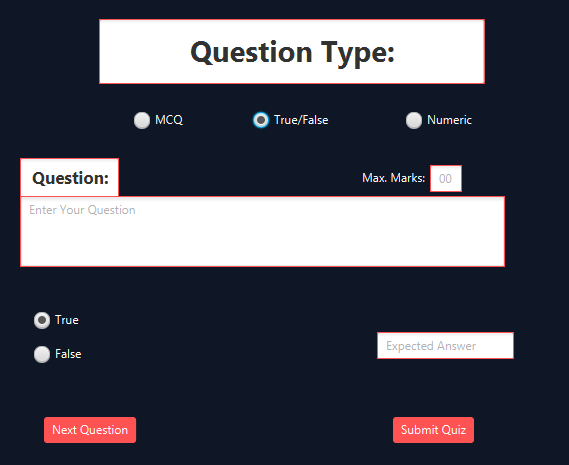 Question Type:
MCQ True/False Numeric
Question: Max. Marks: 00
Enter Your Question
True
False
Expected Answer
Next Question Submit Quiz